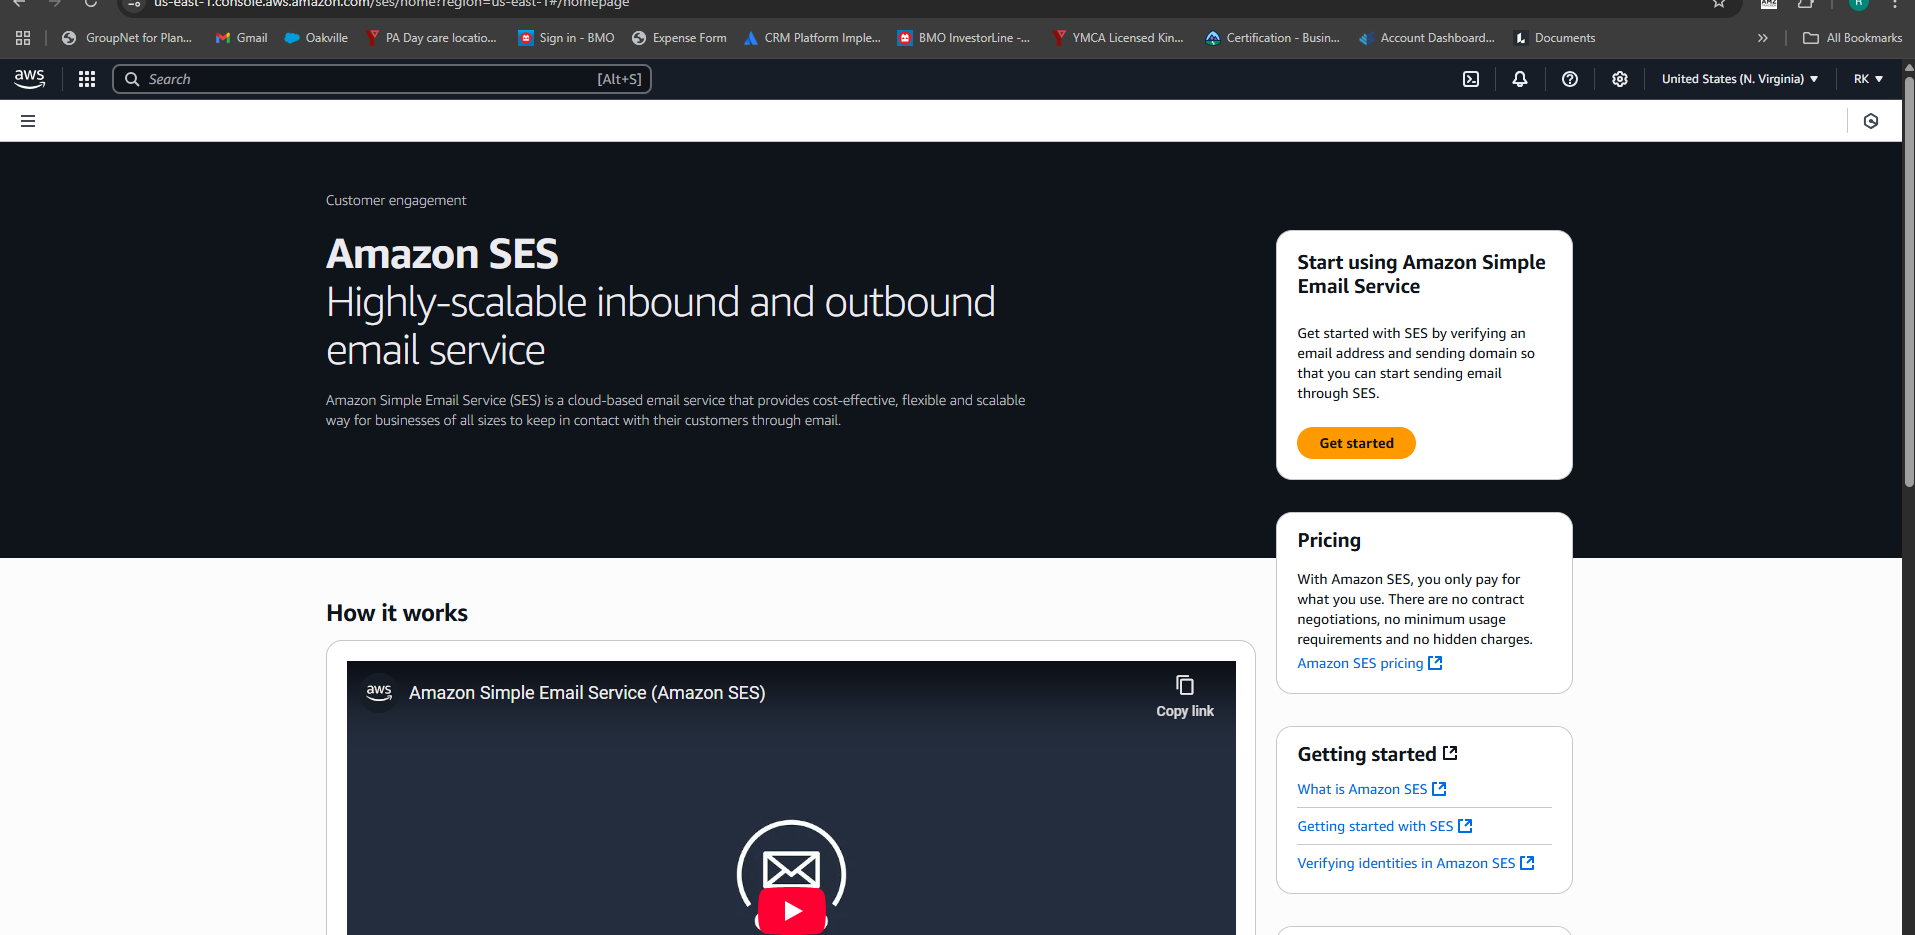 us-east-1.console.aws.amazon.com/ses/home?region=us-east-1#/homepage
GroupNet for Plan...
Gmail
Oakville
PA Day care locatio...
Sign in - BMO
Expense Form
CRM Platform Imple...
BMO InvestorLine -...
YMCA Licensed Kin...
Certification - Busin...
Account Dashboard...
Documents
All Bookmarks
aws
Search
[Alt+S]
United States (N. Virginia)
RK
Customer engagement
Amazon SES
Highly-scalable inbound and outbound
email service
Amazon Simple Email Service (SES) is a cloud-based email service that provides cost-effective, flexible and scalable
way for businesses of all sizes to keep in contact with their customers through email.
Start using Amazon Simple
Email Service
Get started with SES by verifying an
email address and sending domain so
that you can start sending email
through SES.
Get started
Pricing
With Amazon SES, you only pay for
what you use. There are no contract
negotiations, no minimum usage
requirements and no hidden charges.
Amazon SES pricing
How it works
aws
Amazon Simple Email Service (Amazon SES)
Copy link
Getting started
What is Amazon SES
Getting started with SES
Verifying identities in Amazon SES